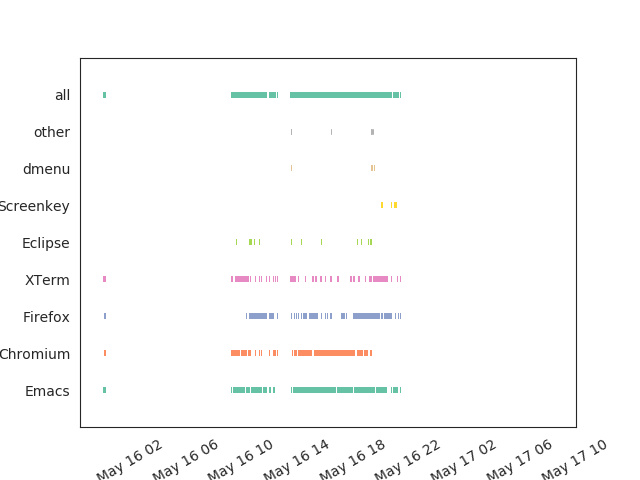 all
other
dmenu
Screenkey
Eclipse
XTerm
Firefox
Chromium
Emacs
May 16 02
May 16 06
May 16 10
May 16 14
May 16 18
May 16 22
May 17 02
May 17 06
May 17 10